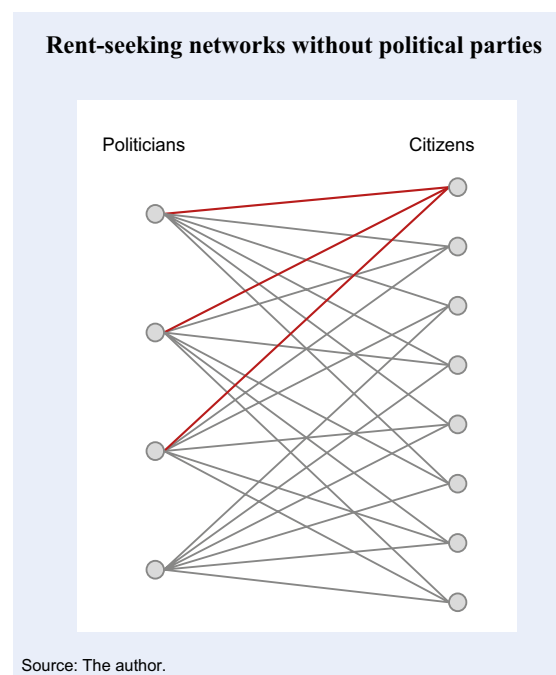 Rent-seeking networks without political parties
Politicians
Citizens
Source: The author.